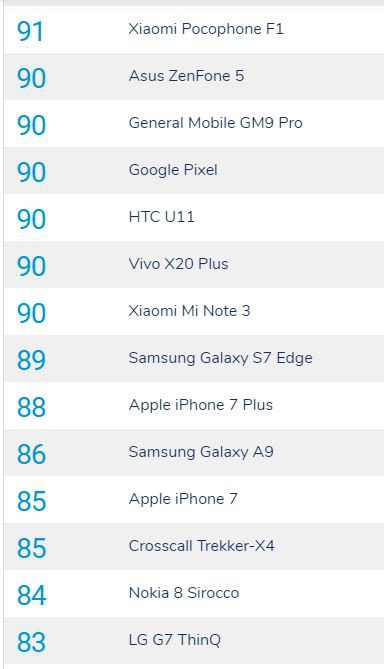 91 Xiaomi Pocophone F1
90 Asus ZenFone 5
90 General Mobile GM9 Pro
90 Google Pixel
90 HTC U11
90 Vivo X20 Plus
90 Xiaomi Mi Note 3
89 Samsung Galaxy S7 Edge
88 Apple iPhone 7 Plus
86 Samsung Galaxy A9
85 Apple iPhone 7
85 Crosscall Trekker-X4
84 Nokia 8 Sirocco
83 LG G7 ThinQ